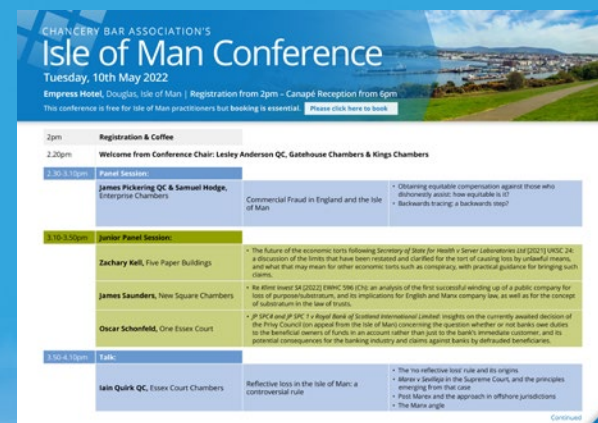 CHANCERY BAR ASSOCIATION'S
Isle of Man Conference
Tuesday, 10th May 2022
Empress Hotel, Douglas, Isle of Man | Registration from 2pm – Canapé Reception from 6pm
This conference is free for Isle of Man practitioners but booking is essential. Please click here to book
2pm Registration & Coffee
2.20pm Welcome from Conference Chair: Lesley Anderson QC, Gatehouse Chambers & Kings Chambers
2.30-3.10pm Panel Session:
James Pickering QC & Samuel Hodge,
Enterprise Chambers
Commercial Fraud in England and the Isle
of Man
• Obtaining equitable compensation against those who
dishonestly assist: how equitable is it?
• Backwards tracing: a backwards step?
3.10-3.50pm Junior Panel Session:
Zachary Kell, Five Paper Buildings
• The future of the economic torts following Secretary of State for Health v Servier Laboratories Ltd [2021] UKSC 24:
a discussion of the limits that have been restated and clarified for the tort of causing loss by unlawful means,
and what that may mean for other economic torts such as conspiracy, with practical guidance for bringing such
claims.
James Saunders, New Square Chambers
• Re Klimt Invest SA [2022] EWHC 596 (Ch): an analysis of the first successful winding up of a public company for
loss of purpose/substratum, and its implications for English and Manx company law, as well as for the concept
of substratum in the law of trusts.
Oscar Schonfeld, One Essex Court
• JP SPC4 and JP SPC 1 v Royal Bank of Scotland International Limited: Insights on the currently awaited decision of
the Privy Council (on appeal from the Isle of Man) concerning the question whether or not banks owe duties
to the beneficial owners of funds in an account rather than just to the bank's immediate customer, and its
potential consequences for the banking industry and claims against banks by defrauded beneficiaries.
3.50-4.10pm Talk:
Iain Quirk QC, Essex Court Chambers
Reflective loss in the Isle of Man: a
controversial rule
• The 'no reflective loss' rule and its origins
• Marex v Sevilleja in the Supreme Court, and the principles
emerging from that case
• Post Marex and the approach in offshore jurisdictions
• The Manx angle
Continued